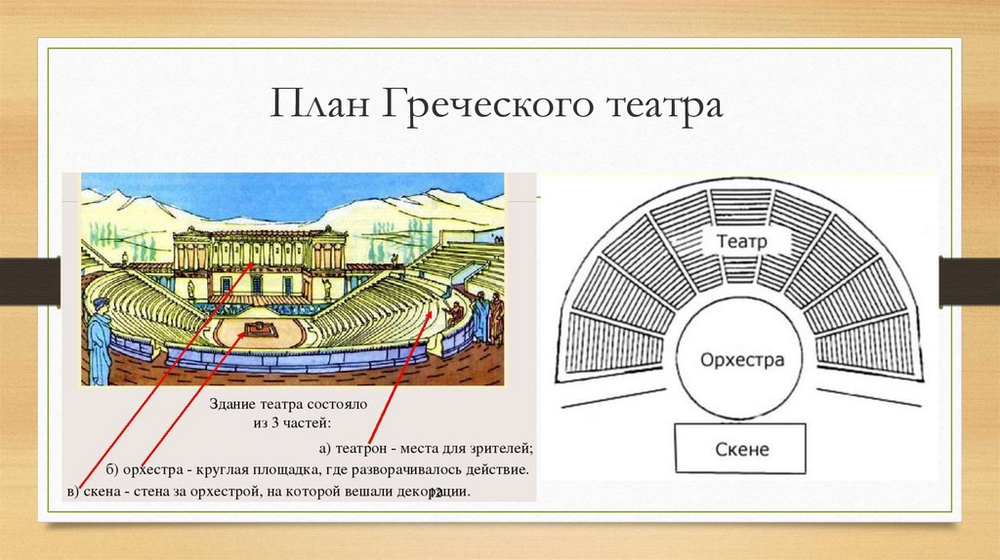 План Греческого театра
Здание театра состояло
из 3 частей:
а) театрон - места для зрителей;
б) орхестра - круглая площадка, где разворачивалось действие.
в) скена - стена за орхестрой, на которой вешали декорации.
12
Театр
Орхестра
Скене